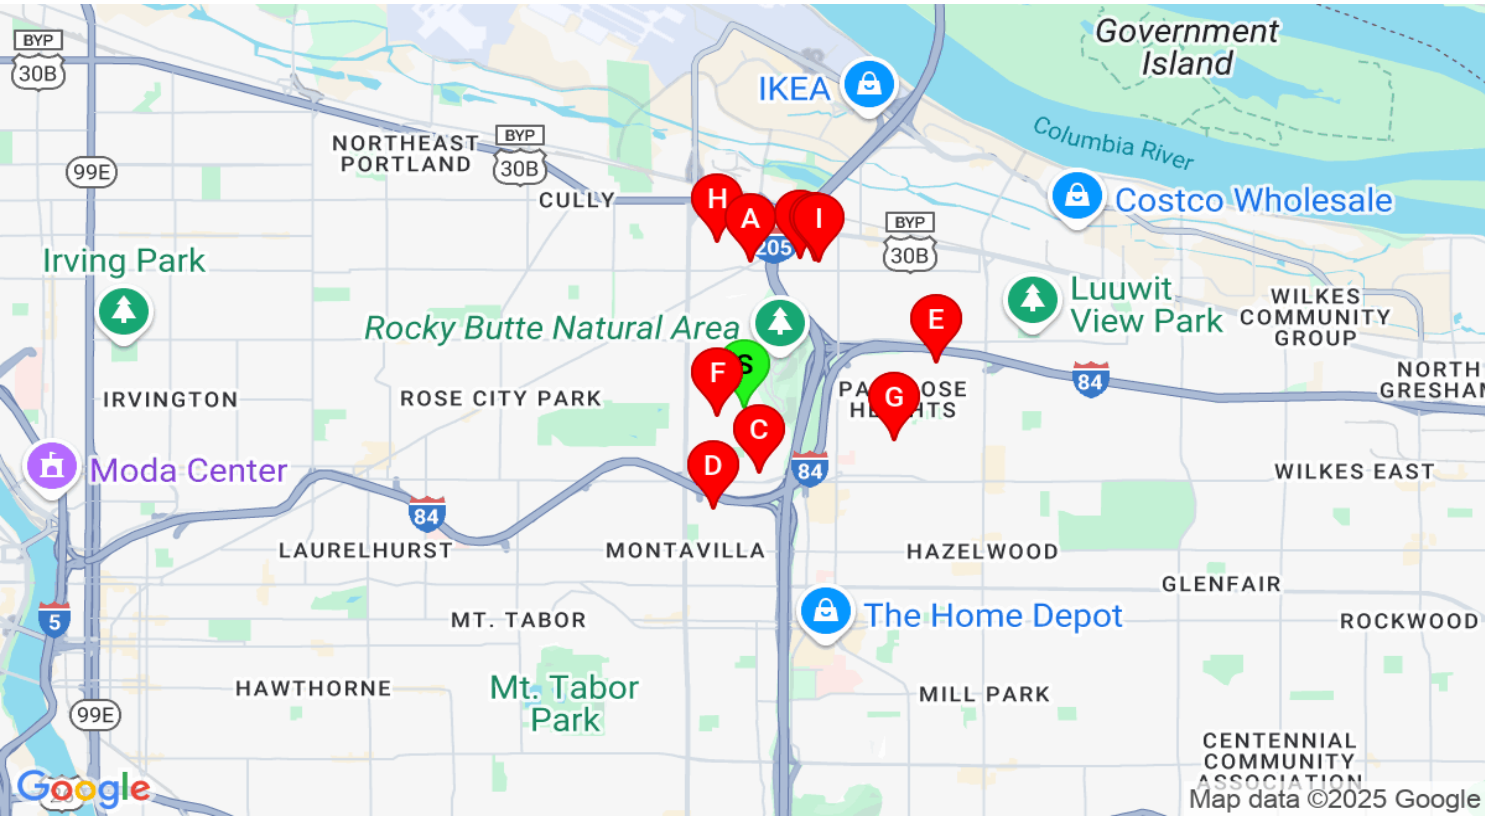 Government
Island
BYP
30B
IKEA
Columbia River
NORTHEAST
PORTLAND
BYP
30B
99E
CULLY
H
A
I
Costco Wholesale
BYP
30B
205
Irving Park
Luuwit
View Park
WILKES
COMMUNITY
GROUP
E
Rocky Butte Natural Area
S
F
84
NORTH
GRESHAM
IRVINGTON
ROSE CITY PARK
G
C
D
Moda Center
84
WILKES EAST
84
LAURELHURST
MONTAVILLA
HAZELWOOD
GLENFAIR
5
MT. TABOR
The Home Depot
ROCKWOOD
HAWTHORNE
Mt. Tabor
Park
MILL PARK
99E
CENTENNIAL
COMMUNITY
ASSOCIATION
Google
Map data ©2025 Google